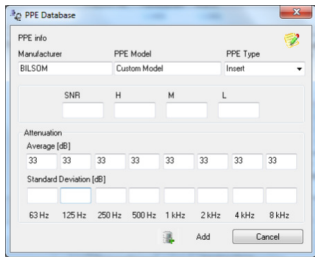 PPE Database
PPE info
Manufacturer PPE Model PPE Type
BILSOM Custom Model Insert
SNR H M L
Attenuation
Average [dB]
33 33 33 33 33 33 33 33
Standard Deviation [dB]
63 Hz 125 Hz 250 Hz 500 Hz 1 kHz 2 kHz 4 kHz 8 kHz
Add Cancel